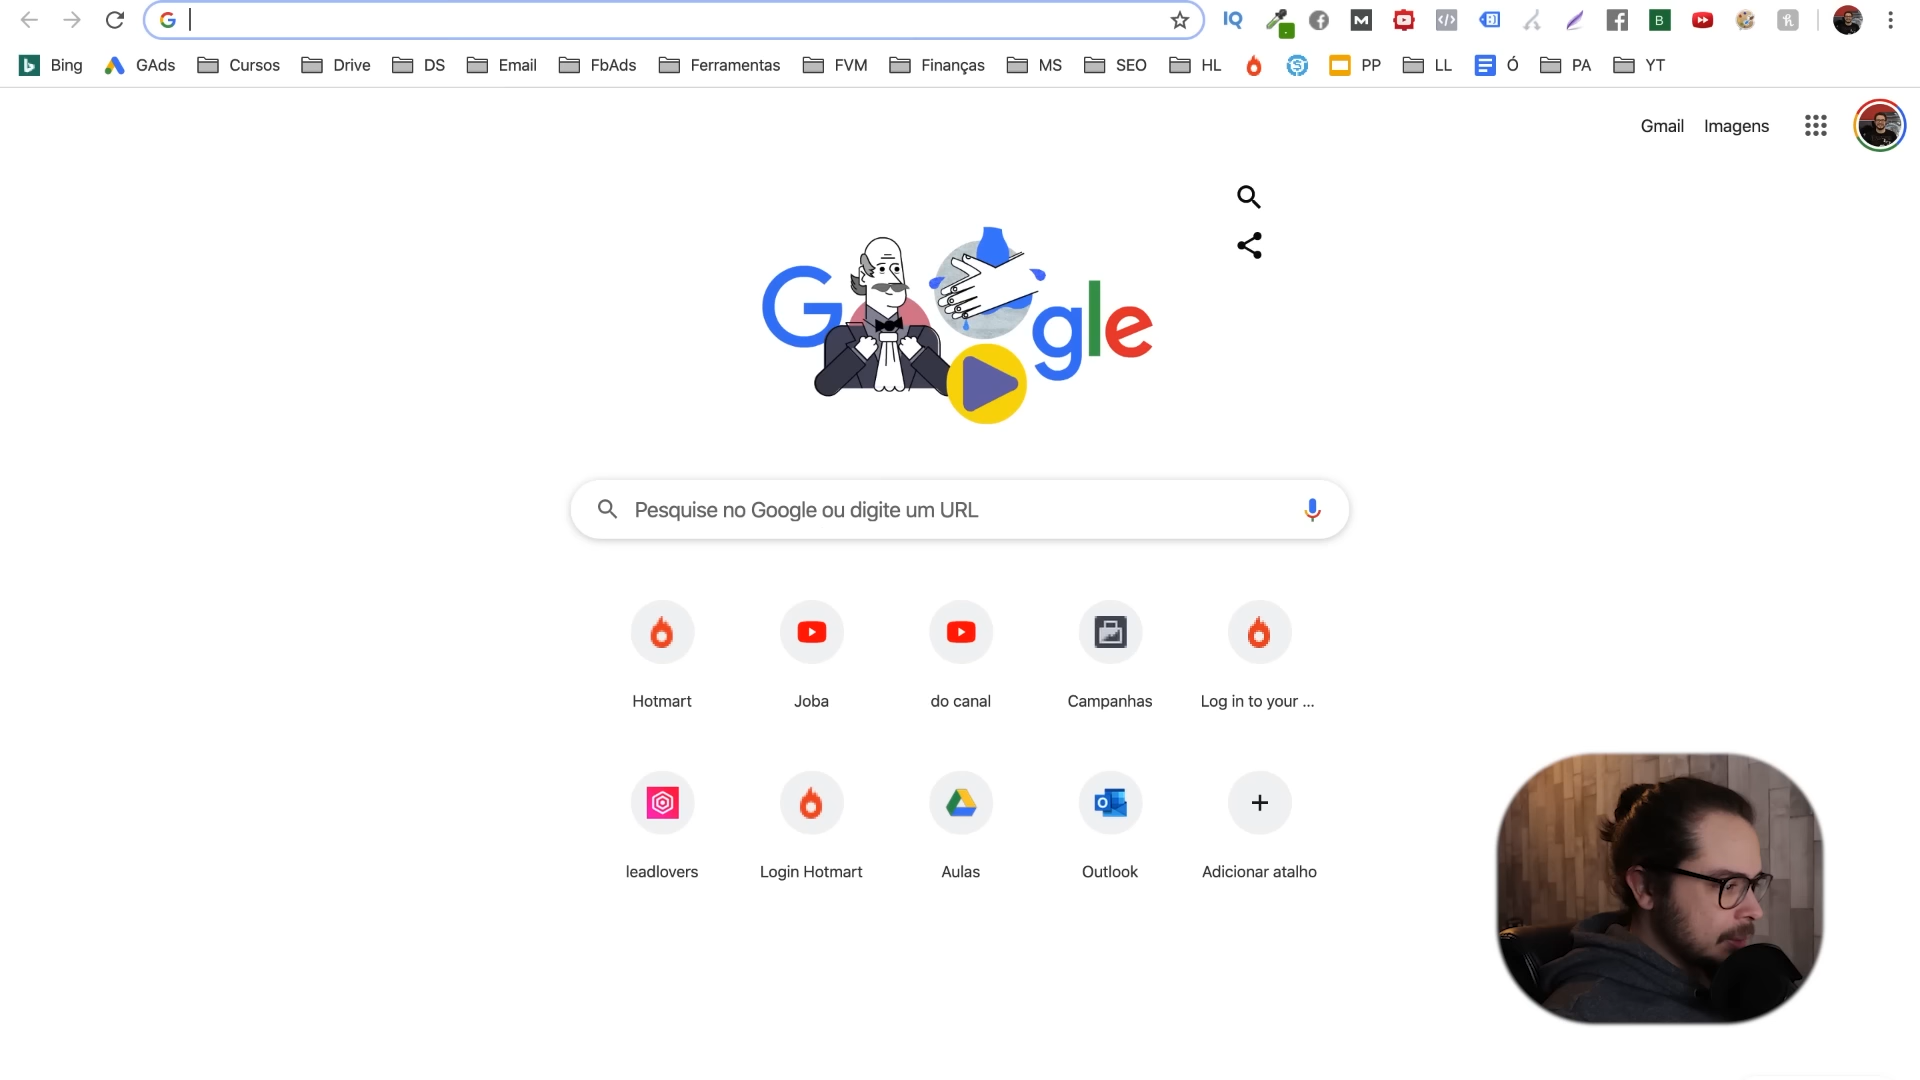 Bing GAds Cursos Drive DS Email FbAds Ferramentas FVM Finanças MS SEO HL PP LL Ó PA YT
Gmail Imagens
Google
Pesquise no Google ou digite um URL
Hotmart Joba do canal Campanhas Log in to your ...
leadlovers Login Hotmart Aulas Outlook Adicionar atalho